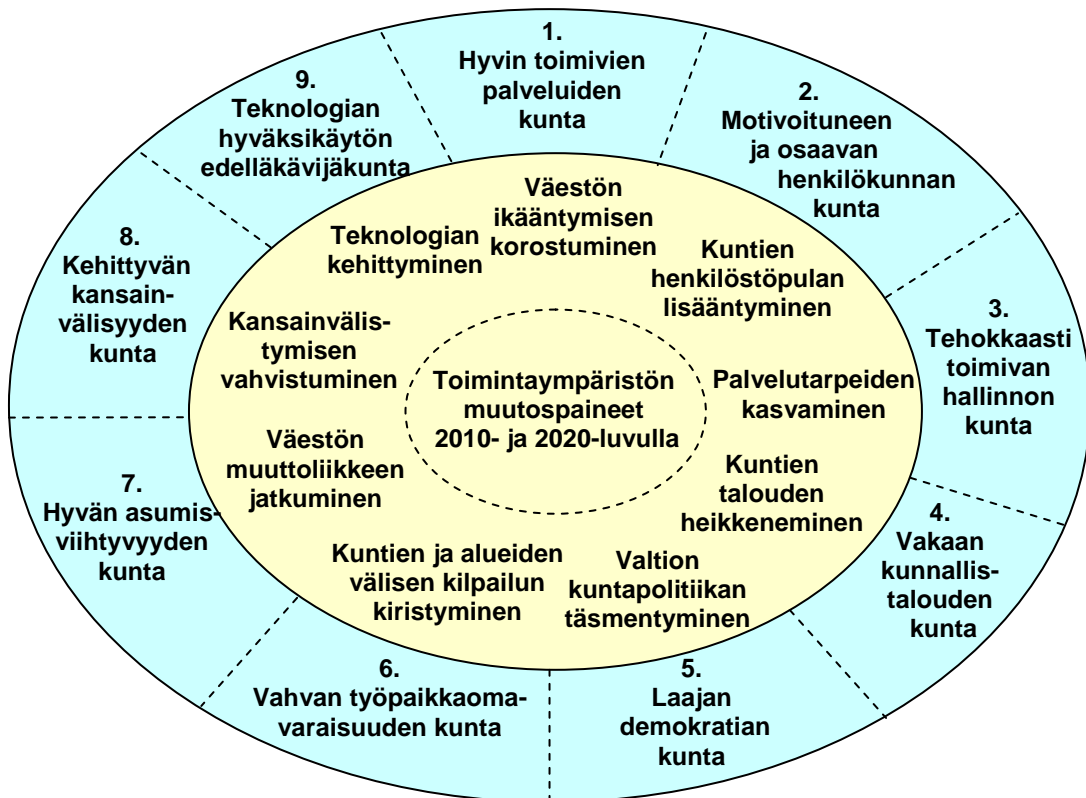 1.
Hyvin toimivien
palveluiden
kunta
2.
Motivoituneen
ja osaavan
henkilökunnan
kunta
3.
Tehokkaasti
toimivan
hallinnon
kunta
4.
Vakaan
kunnallis-
talouden
kunta
5.
Laajan
demokratian
kunta
6.
Vahvan työpaikkaoma-
varaisuuden kunta
7.
Hyvän asumis-
viihtyvyyden
kunta
8.
Kehittyvän
kansain-
välisyyden
kunta
9.
Teknologian
hyväksikäytön
edelläkävijäkunta
Väestön
ikääntymisen
korostuminen
Kuntien
henkilöstöpulan
lisääntyminen
Palvelutarpeiden
kasvaminen
Kuntien
talouden
heikkeneminen
Valtion
kuntapolitiikan
täsmentyminen
Kuntien ja alueiden
välisen kilpailun
kiristyminen
Väestön
muuttoliikkeen
jatkuminen
Kansainvälis-
tymisen
vahvistuminen
Teknologian
kehittyminen
Toimintaympäristön
muutospaineet
2010- ja 2020-luvulla